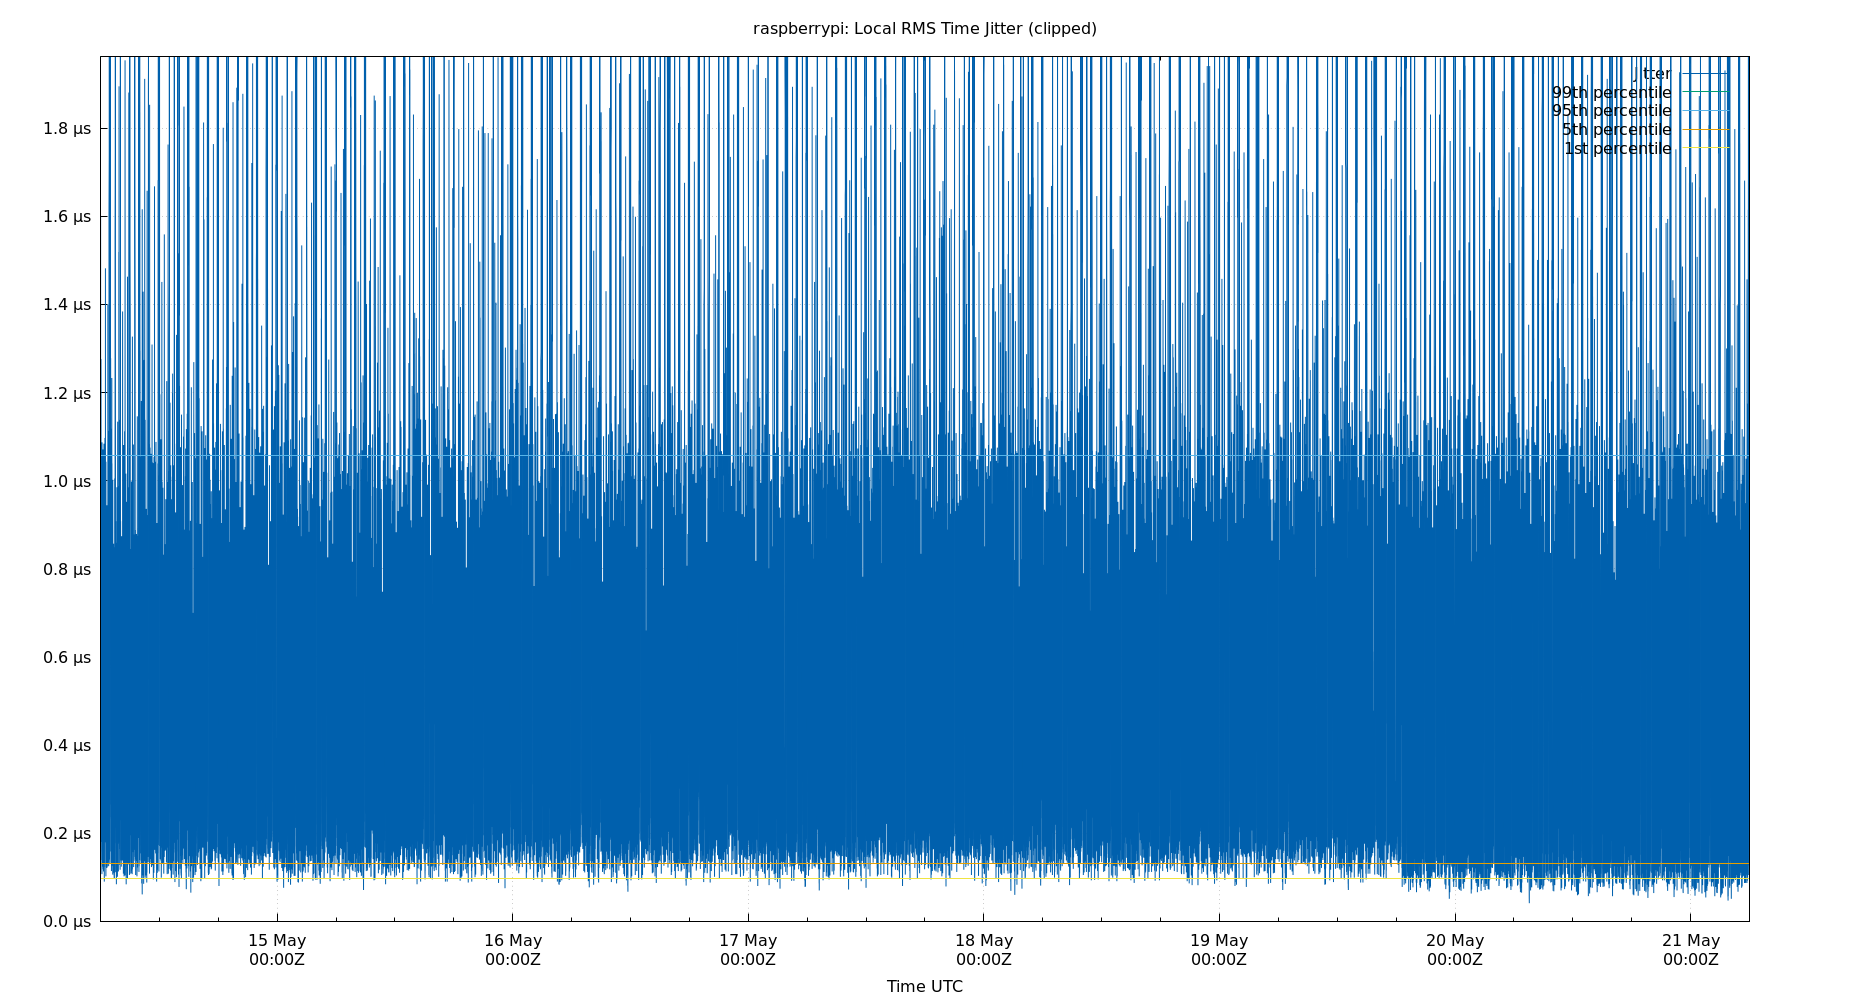 raspberrypi: Local RMS Time Jitter (clipped)
Jitter
99th percentile
95th percentile
5th percentile
1st percentile
1.8 µs
1.6 µs
1.4 µs
1.2 µs
1.0 µs
0.8 µs
0.6 µs
0.4 µs
0.2 µs
0.0 µs
15 May 16 May 17 May 18 May 19 May 20 May 21 May
00:00Z 00:00Z 00:00Z 00:00Z 00:00Z 00:00Z 00:00Z
Time UTC